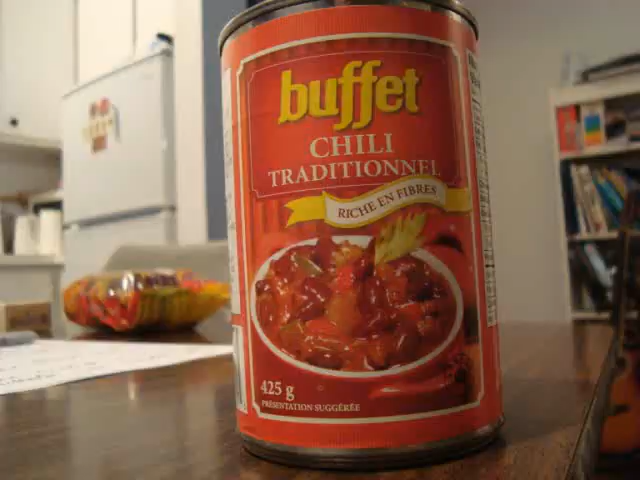 buffet
CHILI
TRADITIONNEL
RICHE EN FIBRES
425 g
PRÉSENTATION SUGGÉRÉE